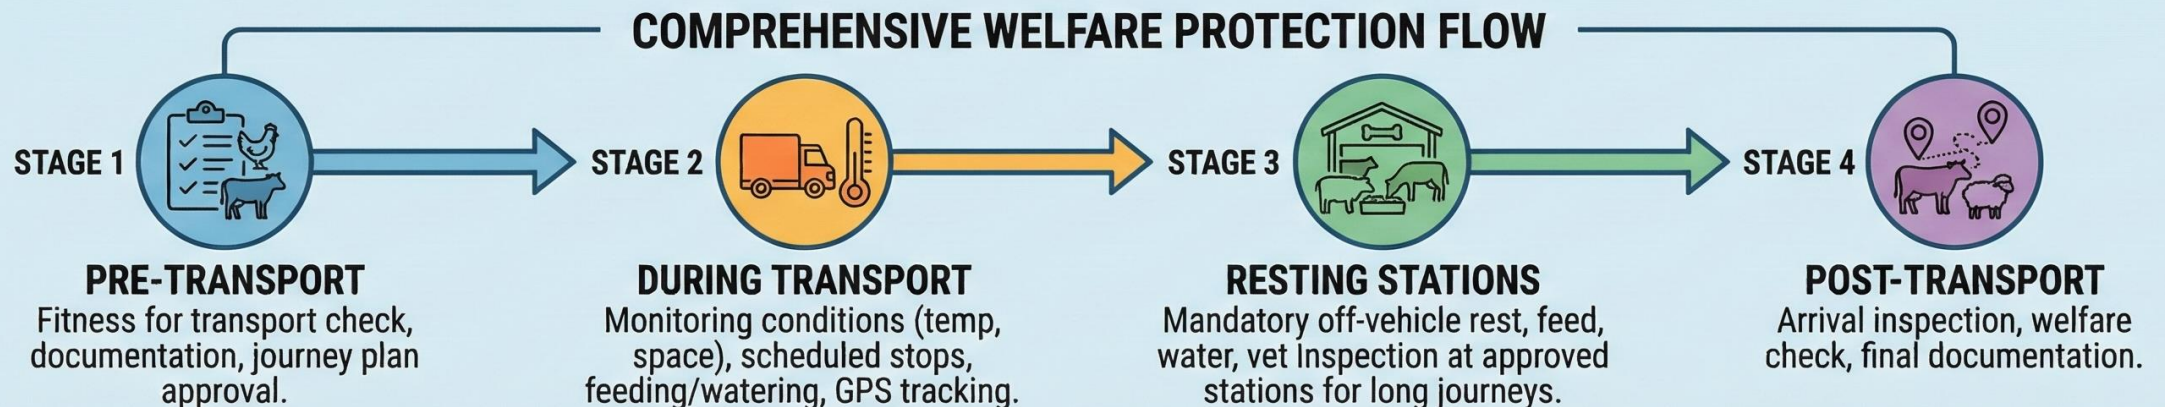 COMPREHENSIVE WELFARE PROTECTION FLOW
STAGE 1
PRE-TRANSPORT
Fitness for transport check,
documentation, journey plan
approval.
STAGE 2
DURING TRANSPORT
Monitoring conditions (temp,
space), scheduled stops,
feeding/watering, GPS tracking.
STAGE 3
RESTING STATIONS
Mandatory off-vehicle rest, feed,
water, vet Inspection at approved
stations for long journeys.
STAGE 4
POST-TRANSPORT
Arrival inspection, welfare
check, final documentation.